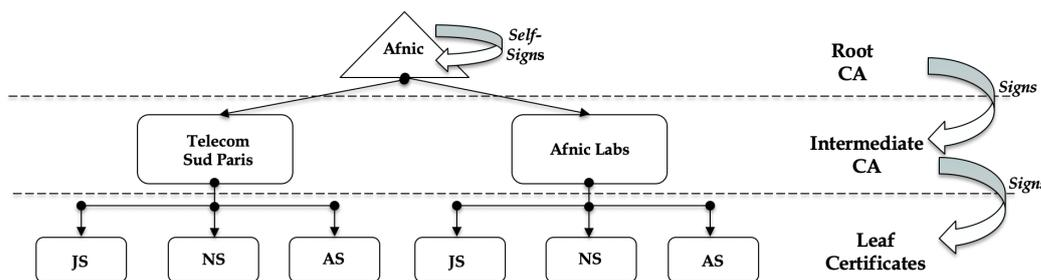 Afnic
Self-
Signs
Root
CA
Signs
Telecom
Sud Paris
Afnic Labs
Intermediate
CA
Signs
JS
NS
AS
JS
NS
AS
Leaf
Certificates